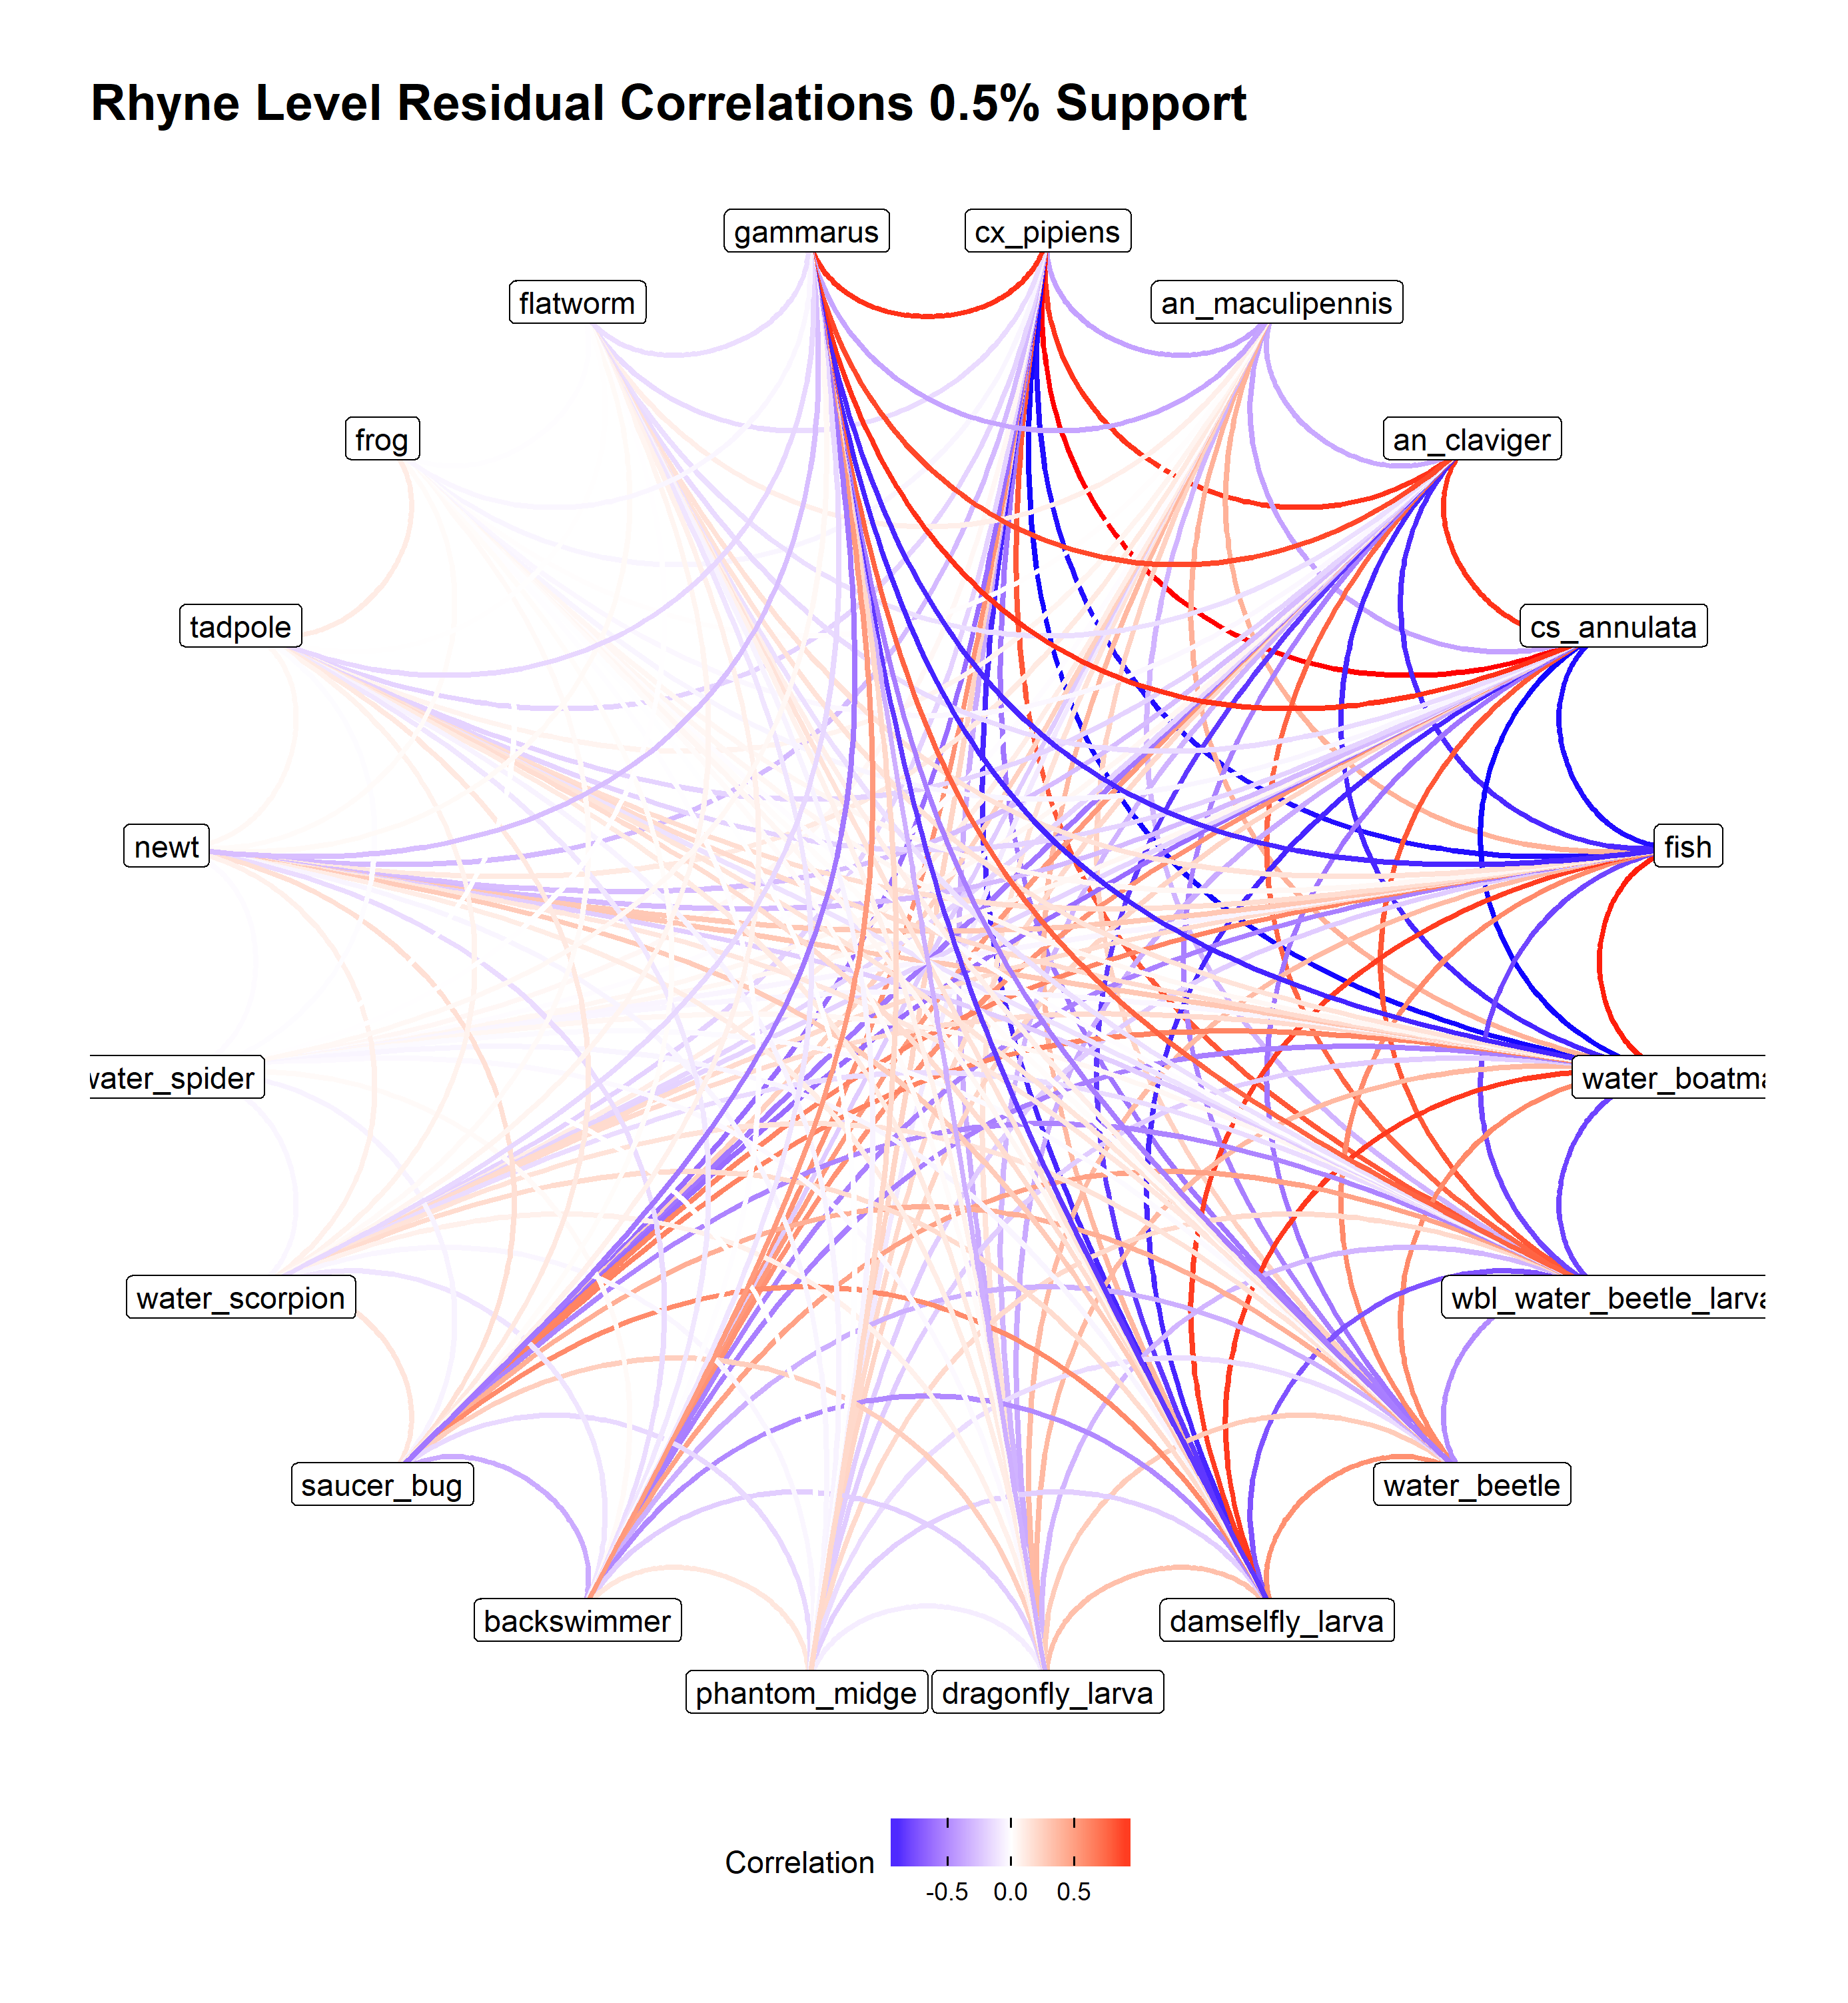 Rhyne Level Residual Correlations 0.5% Support
gammarus
cx_pipiens
flatworm
an_maculipennis
frog
an_claviger
tadpole
cs_annulata
newt
fish
water_spider
water_boatma
water_scorpion
wbl_water_beetle_larva
saucer_bug
water_beetle
backswimmer
damselfly_larva
phantom_midge
dragonfly_larva
Correlation
-0.5 0.0 0.5